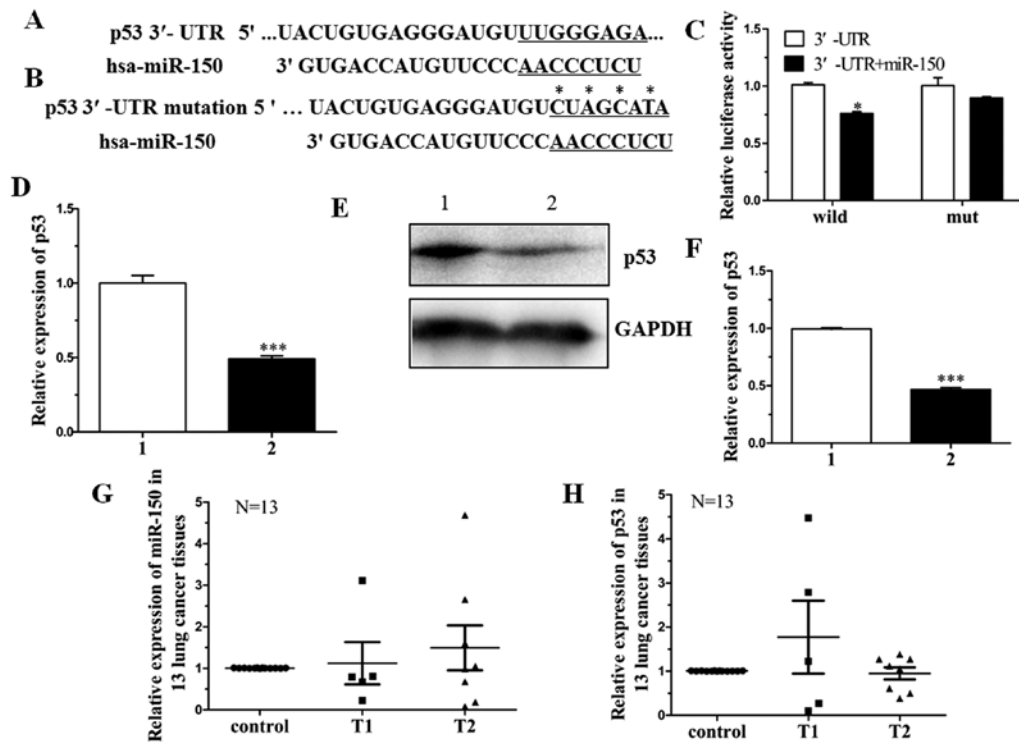 A
p53 3′- UTR 5′ ...UACUGUGAGGGAUGUUUGGGAGA...
hsa-miR-150 3′ GUGACCAUGUUCCCAACCCUCU
B
* * * *
p53 3′ -UTR mutation 5 ′ ... UACUGUGAGGGAUGUCUAGCATA
hsa-miR-150 3′ GUGACCAUGUUCCCAACCCUCU
C
3′ -UTR
3′ -UTR+miR-150
Relative luciferase activity
1.5
1.0
0.5
0.0
*
wild mut
D
Relative expression of p53
1.5
1.0
0.5
0.0
***
1 2
E
1 2
p53
GAPDH
F
Relative expression of p53
1.5
1.0
0.5
0.0
***
1 2
G
Relative expression of miR-150 in
13 lung cancer tissues
N=13
5
4
3
2
1
0
control T1 T2
H
Relative expression of p53 in
13 lung cancer tissues
N=13
5
4
3
2
1
0
control T1 T2